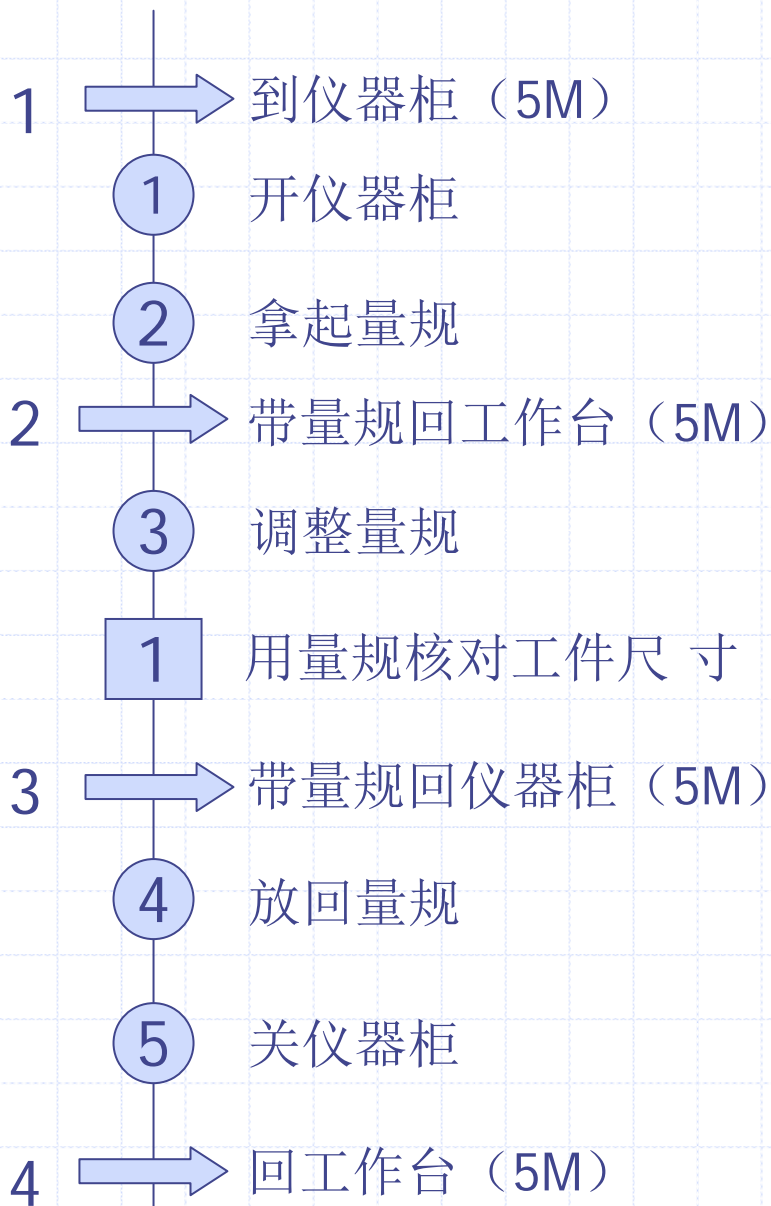 1 到仪器柜（5M）
1 开仪器柜
2 拿起量规
2 带量规回工作台（5M）
3 调整量规
1 用量规核对工件尺 寸
3 带量规回仪器柜（5M）
4 放回量规
5 关仪器柜
4 回工作台（5M）